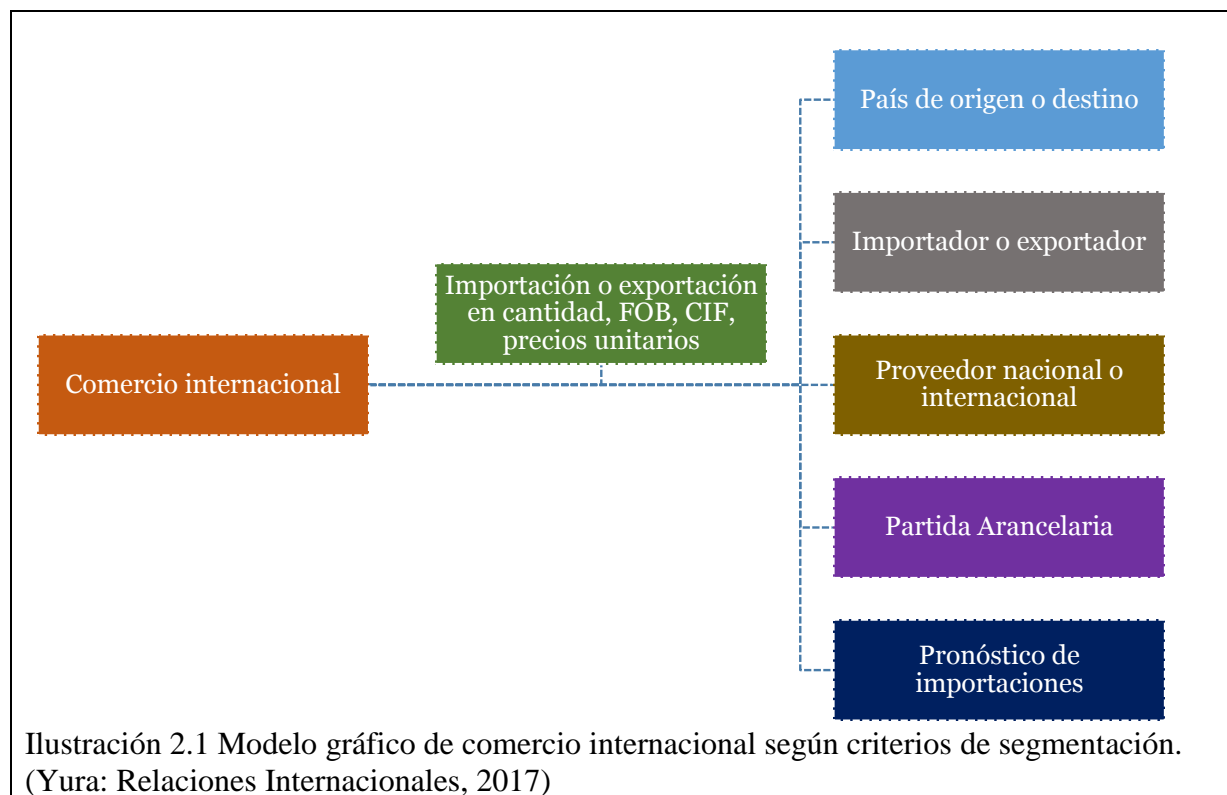 País de origen o destino
Importador o exportador
Importación o exportación
en cantidad, FOB, CIF,
precios unitarios
Comercio internacional
Proveedor nacional o
internacional
Partida Arancelaria
Pronóstico de
importaciones
Ilustración 2.1 Modelo gráfico de comercio internacional según criterios de segmentación.
(Yura: Relaciones Internacionales, 2017)